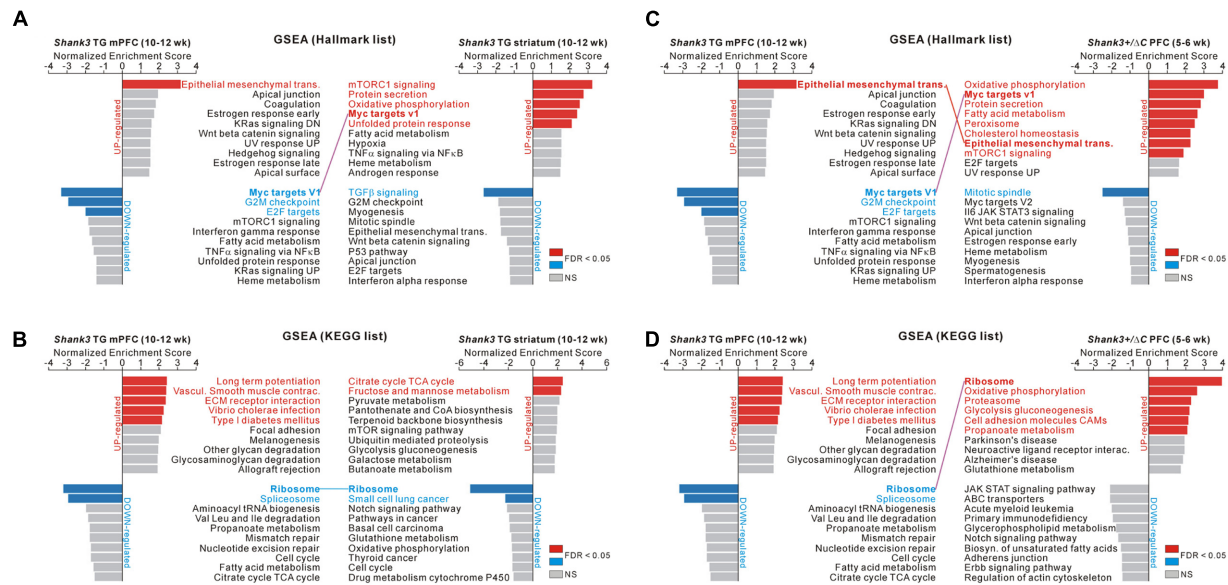 A
GSEA (Hallmark list)
Shank3 TG mPFC (10-12 wk)
Normalized Enrichment Score
-4 -3 -2 -1 0 1 2 3 4
UP-regulated
Epithelial mesenchymal trans.
Apical junction
Coagulation
Estrogen response early
KRas signaling DN
Wnt beta catenin signaling
UV response UP
Hedgehog signaling
Estrogen response late
Apical surface
DOWN-regulated
Myc targets V1
G2M checkpoint
E2F targets
mTORC1 signaling
Interferon gamma response
Fatty acid metabolism
TNFα signaling via NFκB
Unfolded protein response
KRas signaling UP
Heme metabolism
Shank3 TG striatum (10-12 wk)
Normalized Enrichment Score
-4 -3 -2 -1 0 1 2 3 4
mTORC1 signaling
Protein secretion
Oxidative phosphorylation
Myc targets v1
Unfolded protein response
Fatty acid metabolism
Hypoxia
TNFα signaling via NFκB
Heme metabolism
Androgen response
UP-regulated
TGFβ signaling
G2M checkpoint
Myogenesis
Mitotic spindle
Epithelial mesenchymal trans.
Wnt beta catenin signaling
P53 pathway
Apical junction
E2F targets
Interferon alpha response
DOWN-regulated
FDR < 0.05
NS
B
GSEA (KEGG list)
Shank3 TG mPFC (10-12 wk)
Normalized Enrichment Score
-4 -3 -2 -1 0 1 2 3 4
UP-regulated
Long term potentiation
Vascul. Smooth muscle contrac.
ECM receptor interaction
Vibrio cholerae infection
Type I diabetes mellitus
Focal adhesion
Melanogenesis
Other glycan degradation
Glycosaminoglycan degradation
Allograft rejection
DOWN-regulated
Ribosome
Spliceosome
Aminoacyl tRNA biogenesis
Val Leu and Ile degradation
Propanoate metabolism
Mismatch repair
Nucleotide excision repair
Cell cycle
Fatty acid metabolism
Citrate cycle TCA cycle
Shank3 TG striatum (10-12 wk)
Normalized Enrichment Score
-6 -4 -2 0 2 4 6
Citrate cycle TCA cycle
Fructose and mannose metabolism
Pyruvate metabolism
Pantothenate and CoA biosynthesis
Terpenoid backbone biosynthesis
mTOR signaling pathway
Ubiquitin mediated proteolysis
Glycolysis gluconeogenesis
Galactose metabolism
Butanoate metabolism
UP-regulated
Ribosome
Small cell lung cancer
Notch signaling pathway
Pathways in cancer
Basal cell carcinoma
Glutathione metabolism
Oxidative phosphorylation
Thyroid cancer
Cell cycle
Drug metabolism cytochrome P450
DOWN-regulated
FDR < 0.05
NS
C
GSEA (Hallmark list)
Shank3 TG mPFC (10-12 wk)
Normalized Enrichment Score
-4 -3 -2 -1 0 1 2 3 4
UP-regulated
Epithelial mesenchymal trans.
Apical junction
Coagulation
Estrogen response early
KRas signaling DN
Wnt beta catenin signaling
UV response UP
Hedgehog signaling
Estrogen response late
Apical surface
DOWN-regulated
Myc targets V1
G2M checkpoint
E2F targets
mTORC1 signaling
Interferon gamma response
Fatty acid metabolism
TNFα signaling via NFκB
Unfolded protein response
KRas signaling UP
Heme metabolism
Shank3+/ΔC PFC (5-6 wk)
Normalized Enrichment Score
-4 -3 -2 -1 0 1 2 3 4
Oxidative phosphorylation
Myc targets v1
Protein secretion
Fatty acid metabolism
Peroxisome
Cholesterol homeostasis
Epithelial mesenchymal trans.
mTORC1 signaling
E2F targets
UV response UP
UP-regulated
Mitotic spindle
Myc targets V2
Il6 JAK STAT3 signaling
Wnt beta catenin signaling
Apical junction
Estrogen response early
Heme metabolism
Myogenesis
Spermatogenesis
KRas signaling UP
DOWN-regulated
FDR < 0.05
NS
D
GSEA (KEGG list)
Shank3 TG mPFC (10-12 wk)
Normalized Enrichment Score
-4 -3 -2 -1 0 1 2 3 4
UP-regulated
Long term potentiation
Vascul. Smooth muscle contrac.
ECM receptor interaction
Vibrio cholerae infection
Type I diabetes mellitus
Focal adhesion
Melanogenesis
Other glycan degradation
Glycosaminoglycan degradation
Allograft rejection
DOWN-regulated
Ribosome
Spliceosome
Aminoacyl tRNA biogenesis
Val Leu and Ile degradation
Propanoate metabolism
Mismatch repair
Nucleotide excision repair
Cell cycle
Fatty acid metabolism
Citrate cycle TCA cycle
Shank3+/ΔC PFC (5-6 wk)
Normalized Enrichment Score
-4 -3 -2 -1 0 1 2 3 4
Ribosome
Oxidative phosphorylation
Proteasome
Glycolysis gluconeogenesis
Cell adhesion molecules CAMs
Propanoate metabolism
Parkinson's disease
Neuroactive ligand receptor interac.
Alzheimer's disease
Glutathione metabolism
UP-regulated
JAK STAT signaling pathway
ABC transporters
Acute myeloid leukemia
Primary immunodefiency
Glycerophospholipid metabolism
Notch signaling pathway
Biosyn. of unsaturated fatty acids
Adherens junction
Erbb signaling pathway
Regulation of actin cytoskeleton
DOWN-regulated
FDR < 0.05
NS